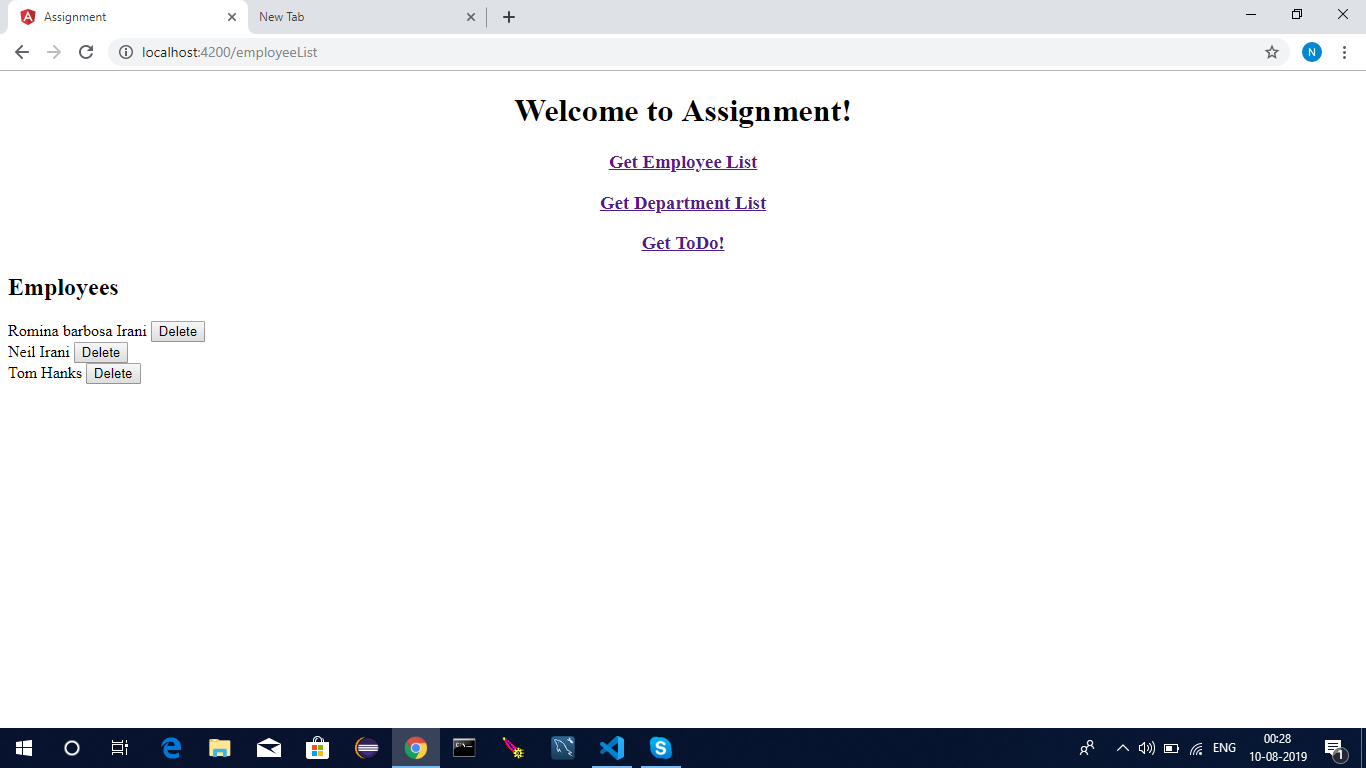 Assignment
New Tab
localhost:4200/employeeList
N
Welcome to Assignment!
Get Employee List
Get Department List
Get ToDo!
Employees
Romina barbosa Irani Delete
Neil Irani Delete
Tom Hanks Delete
ENG
00:28
10-08-2019
1